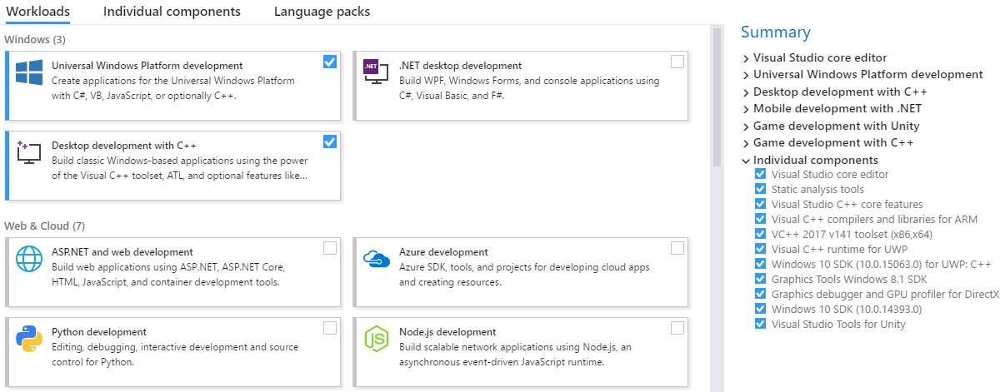 Workloads
Individual components
Language packs
Windows (3)
Universal Windows Platform development
Create applications for the Universal Windows Platform
with C#, VB, JavaScript, or optionally C++.
.NET
.NET desktop development
Build WPF, Windows Forms, and console applications using
C#, Visual Basic, and F#.
Desktop development with C++
Build classic Windows-based applications using the power
of the Visual C++ toolset, ATL, and optional features like...
Web & Cloud (7)
ASP.NET and web development
Build web applications using ASP.NET, ASP.NET Core,
HTML, JavaScript, and container development tools.
Azure development
Azure SDK, tools, and projects for developing cloud apps
and creating resources.
Python development
Editing, debugging, interactive development and source
control for Python.
JS
Node.js development
Build scalable network applications using Node.js, an
asynchronous event-driven JavaScript runtime.
Summary
Visual Studio core editor
Universal Windows Platform development
Desktop development with C++
Mobile development with .NET
Game development with Unity
Game development with C++
Individual components
Visual Studio core editor
Static analysis tools
Visual Studio C++ core features
Visual C++ compilers and libraries for ARM
VC++ 2017 v141 toolset (x86,x64)
Visual C++ runtime for UWP
Windows 10 SDK (10.0.15063.0) for UWP: C++
Graphics Tools Windows 8.1 SDK
Graphics debugger and GPU profiler for DirectX
Windows 10 SDK (10.0.14393.0)
Visual Studio Tools for Unity